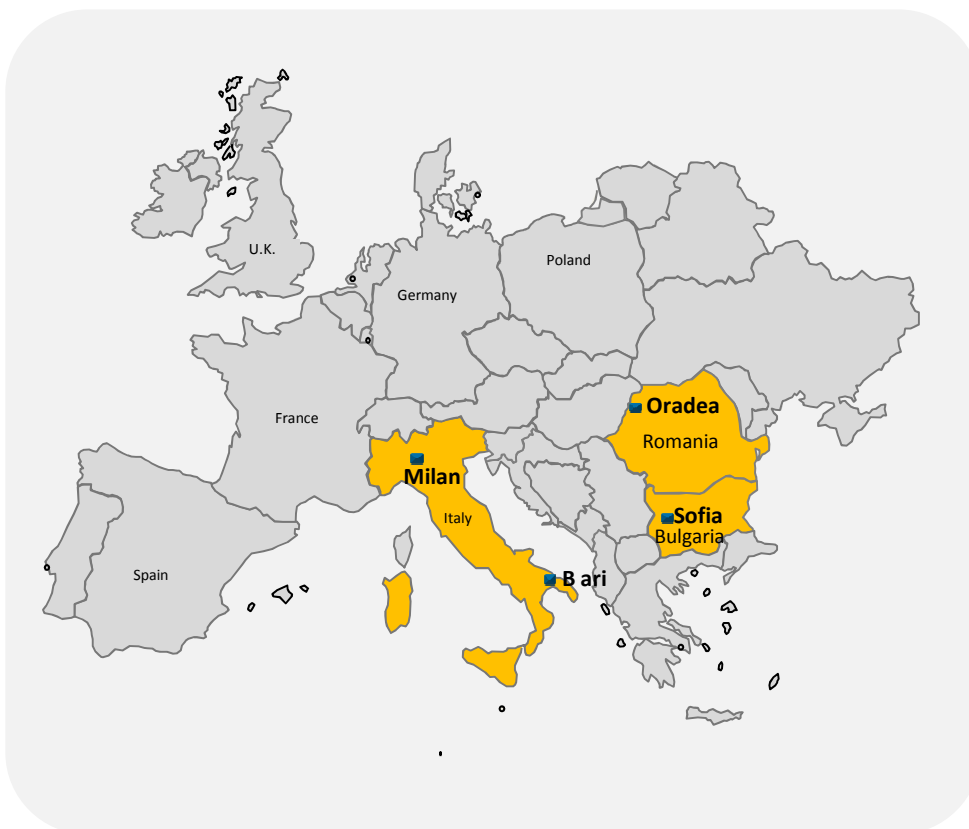 U.K.
Poland
Germany
Oradea
France
Romania
Milan
Sofia
Italy
Bulgaria
Spain
B ari